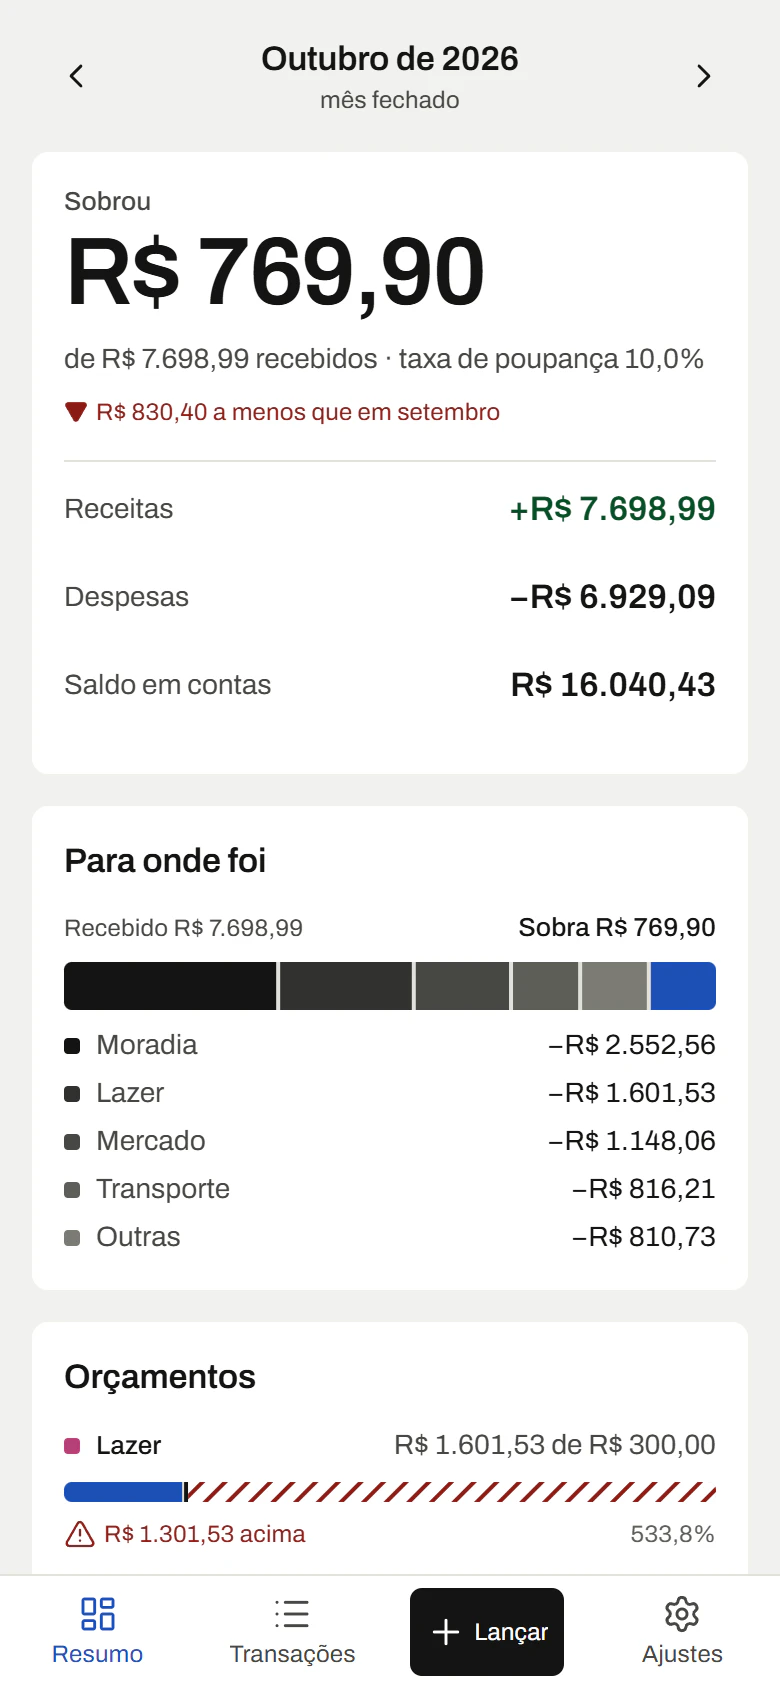 Outubro de 2026
mês fechado
Sobrou
R$ 769,90
de R$ 7.698,99 recebidos · taxa de poupança 10,0%
R$ 830,40 a menos que em setembro
Receitas +R$ 7.698,99
Despesas −R$ 6.929,09
Saldo em contas R$ 16.040,43
Para onde foi
Recebido R$ 7.698,99 Sobra R$ 769,90
Moradia −R$ 2.552,56
Lazer −R$ 1.601,53
Mercado −R$ 1.148,06
Transporte −R$ 816,21
Outras −R$ 810,73
Orçamentos
Lazer R$ 1.601,53 de R$ 300,00
R$ 1.301,53 acima 533,8%
Resumo Transações Lançar Ajustes